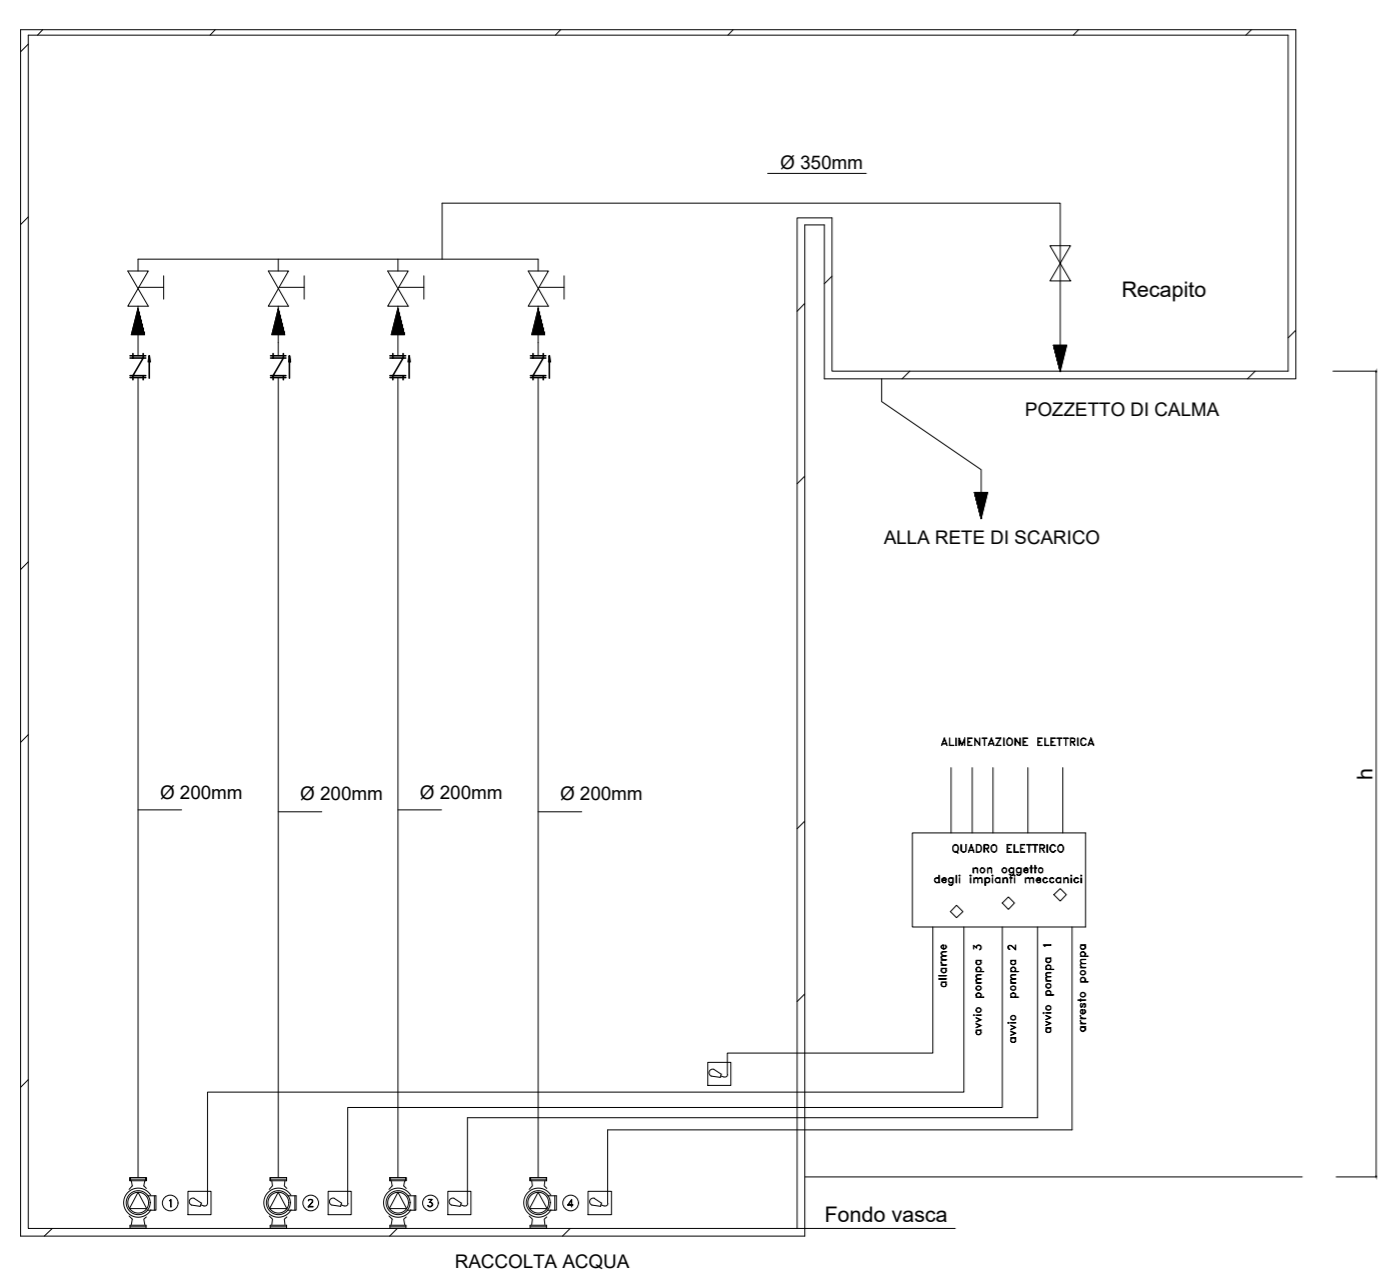 Ø 350mm
Recapito
POZZETTO DI CALMA
ALLA RETE DI SCARICO
ALIMENTAZIONE ELETTRICA
h
Ø 200mm
Ø 200mm
Ø 200mm
Ø 200mm
QUADRO ELETTRICO
non oggetto
degli impianti meccanici
allarme
avvio pompa 3
avvio pompa 2
avvio pompa 1
arresto pompa
1
2
3
4
Fondo vasca
RACCOLTA ACQUA